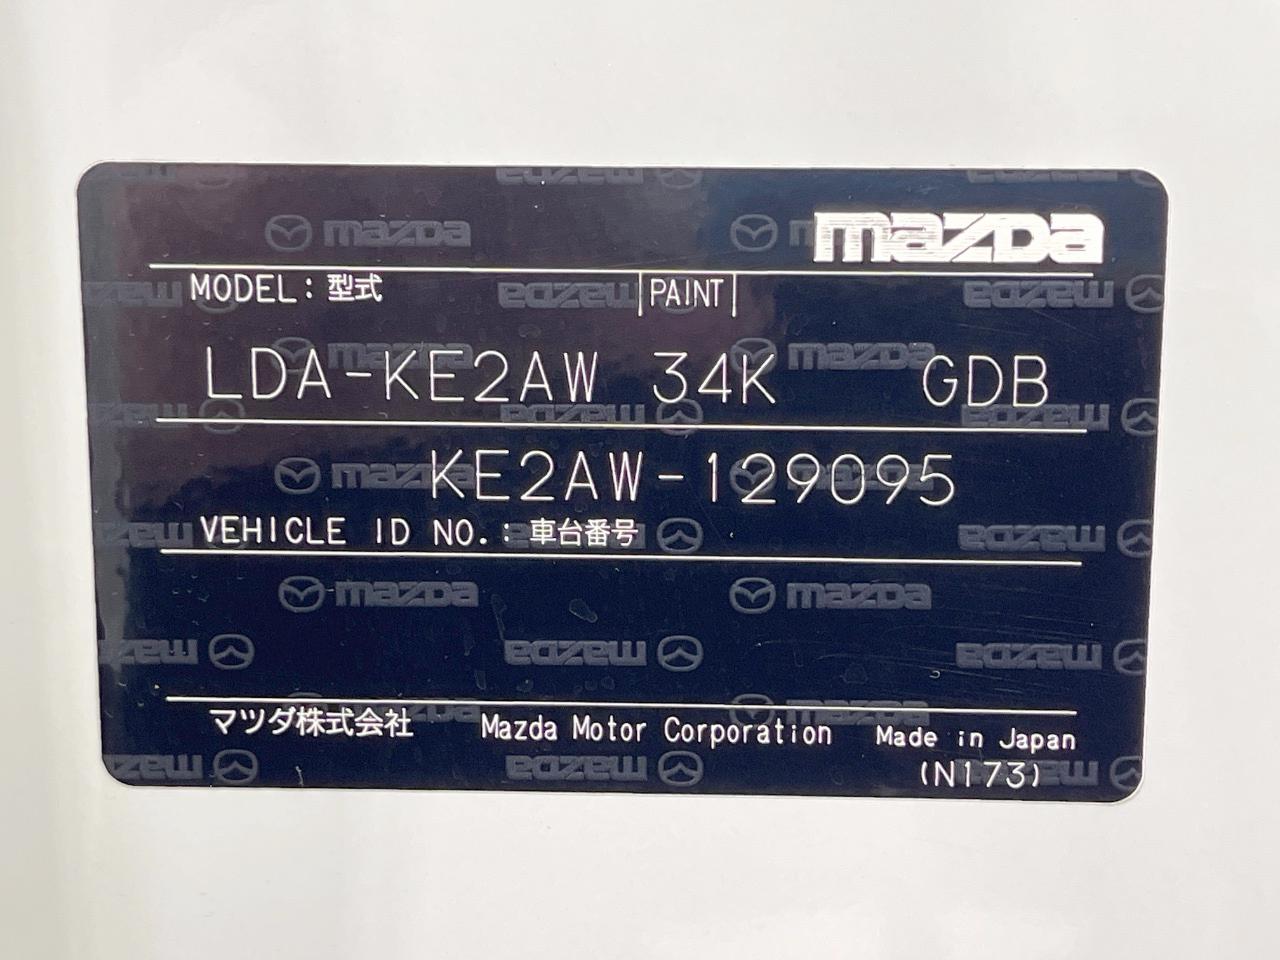 mazda
MODEL: 型式 PAINT
LDA-KE2AW 34K GDB
KE2AW-129095
VEHICLE ID NO.: 車台番号
マツダ株式会社 Mazda Motor Corporation Made in Japan
(N173)